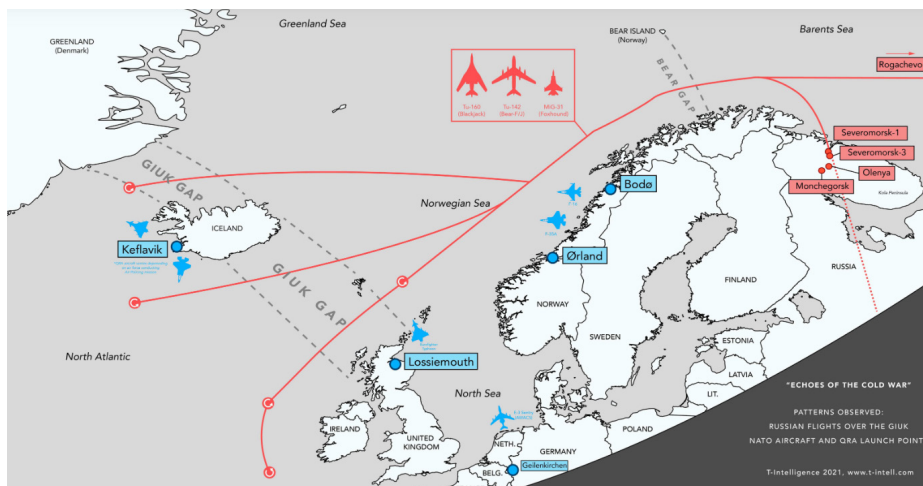 Greenland Sea
Barents Sea
GREENLAND
(Denmark)
BEAR ISLAND
(Norway)
BEAR GAP
Rogachevo
Tu-160
(Blackjack)
Tu-142
(Bear-F/J)
MiG-31
(Foxhound)
Severomorsk-1
Severomorsk-3
Olenya
Monchegorsk
Kola Peninsula
GIUK GAP
Norwegian Sea
Bodø
F-16
F-35A
ICELAND
Keflavik
Ørland
GIUK GAP
NORWAY
SWEDEN
FINLAND
RUSSIA
North Atlantic
Lossiemouth
ESTONIA
LATVIA
LIT.
North Sea
IRELAND
UNITED
KINGDOM
NETH.
BELG.
GERMANY
POLAND
Geilenkirchen
"ECHOES OF THE COLD WAR"
PATTERNS OBSERVED:
RUSSIAN FLIGHTS OVER THE GIUK
NATO AIRCRAFT AND QRA LAUNCH POINT
T-Intelligence 2021, www.t-intell.com